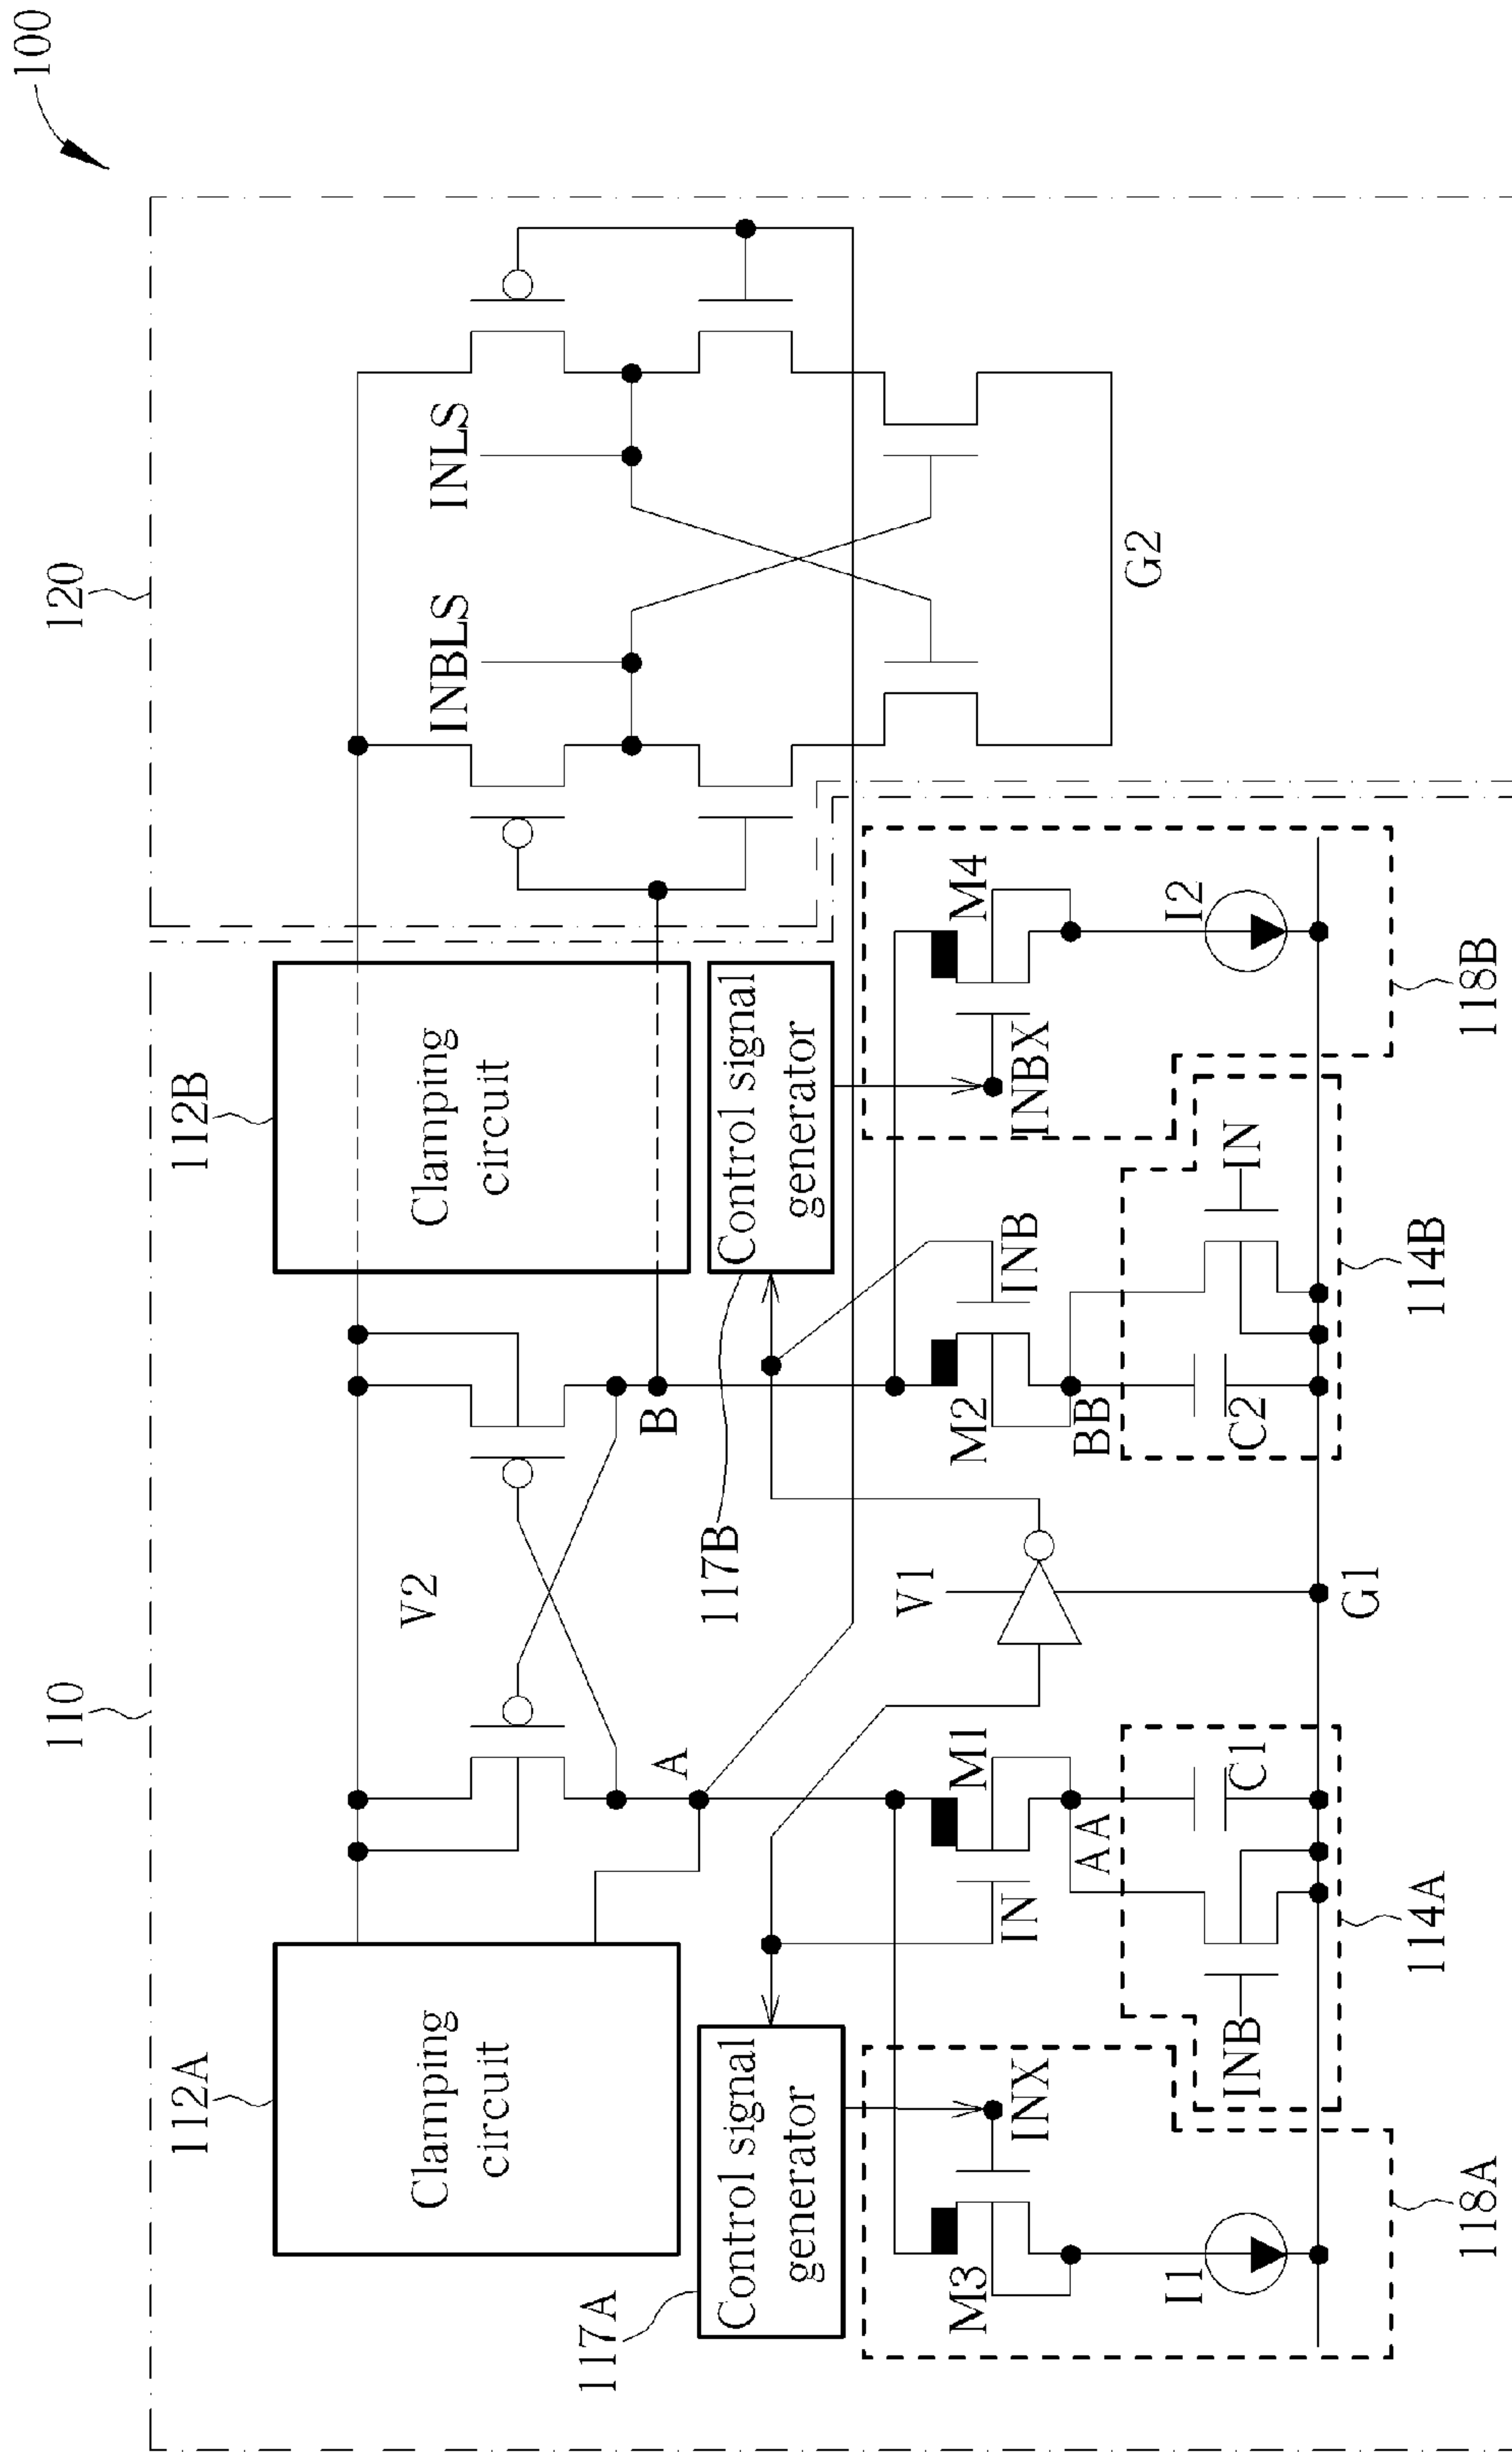 100
110
120
112A
Clamping
circuit
V2
112B
Clamping
circuit
INBLS
INLS
A
B
117A
Control signal
generator
117B
Control signal
generator
M3
INX
IN
M1
V1
M2
INB
INBX
M4
G2
AA
BB
I1
INB
C1
C2
IN
I2
G1
118A
114A
114B
118B